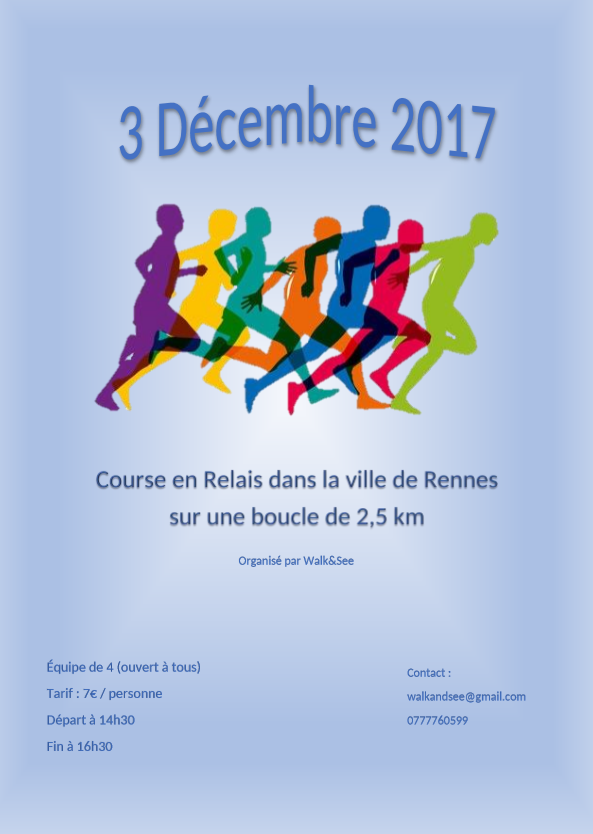 3 Décembre 2017
Course en Relais dans la ville de Rennes
sur une boucle de 2,5 km
Organisé par Walk&See
Équipe de 4 (ouvert à tous)
Tarif : 7€ / personne
Départ à 14h30
Fin à 16h30
Contact :
walkandsee@gmail.com
0777760599